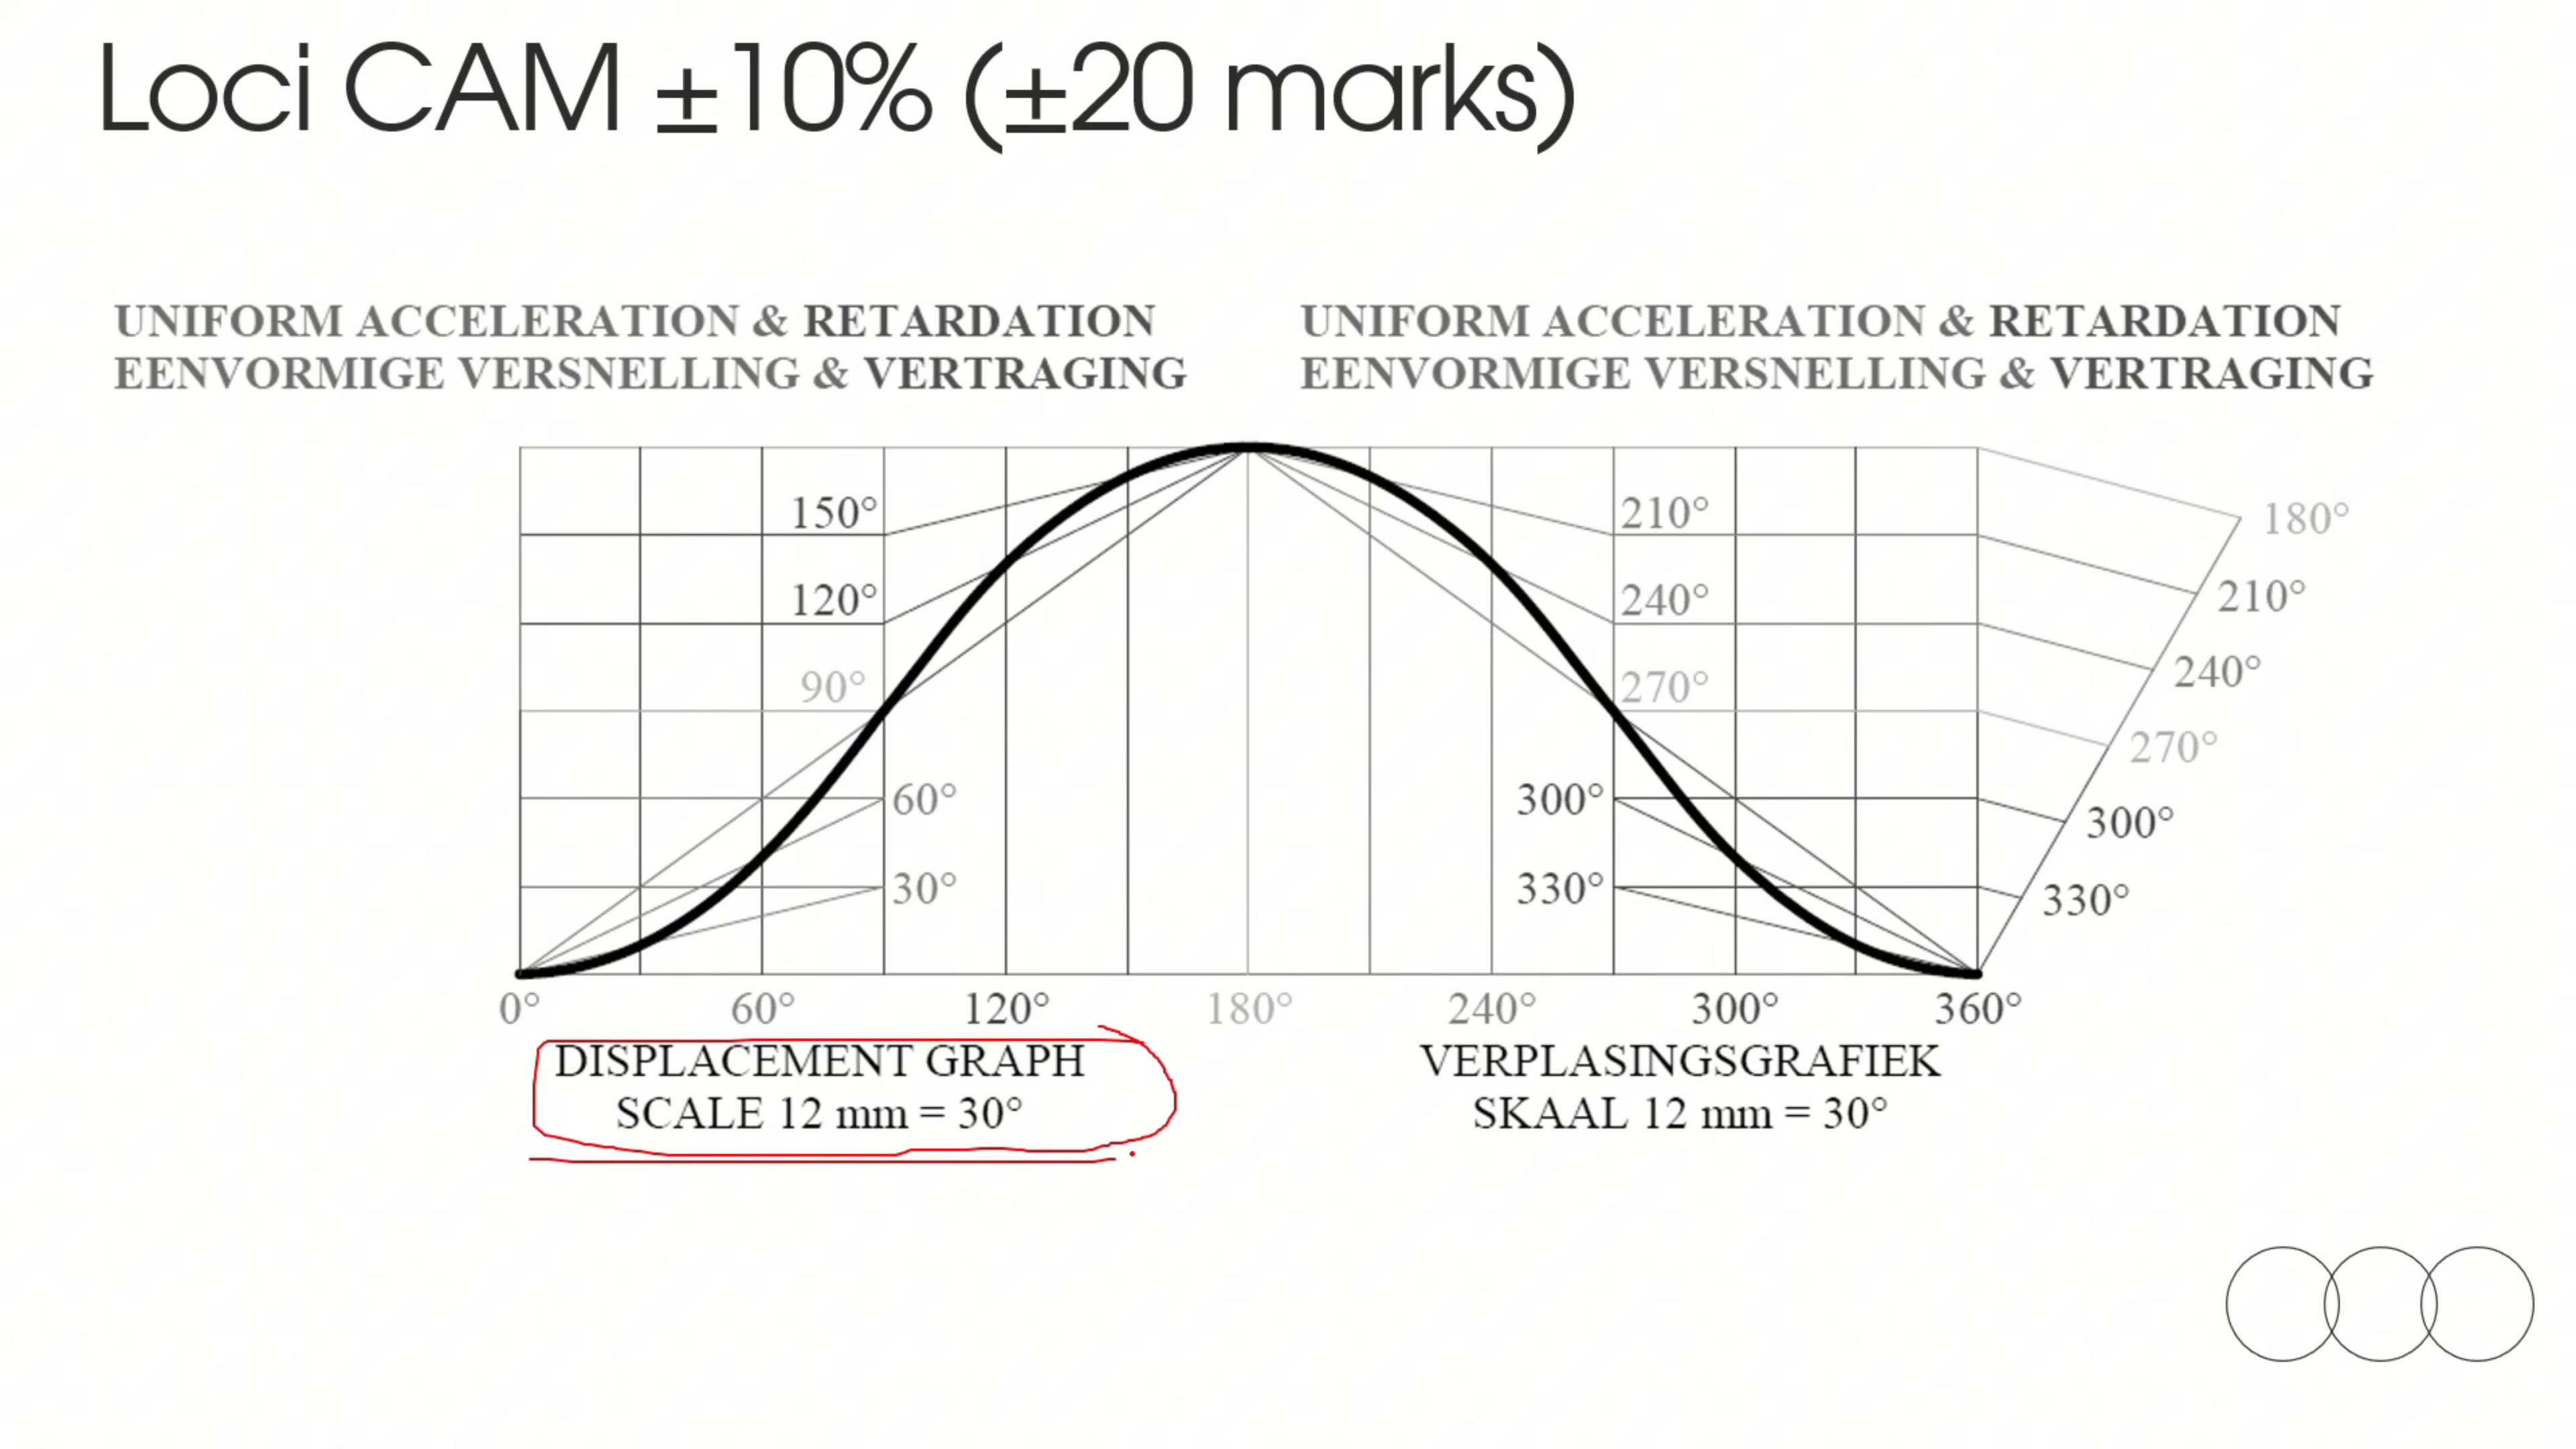 Loci CAM ±10% (±20 marks)
UNIFORM ACCELERATION & RETARDATION
EENVORMIGE VERSNELLING & VERTRAGING
UNIFORM ACCELERATION & RETARDATION
EENVORMIGE VERSNELLING & VERTRAGING
150°
120°
90°
60°
30°
210°
240°
270°
300°
330°
180°
210°
240°
270°
300°
330°
0° 60° 120° 180° 240° 300° 360°
DISPLACEMENT GRAPH
SCALE 12 mm = 30°
VERPLASINGSGRAFIEK
SKAAL 12 mm = 30°